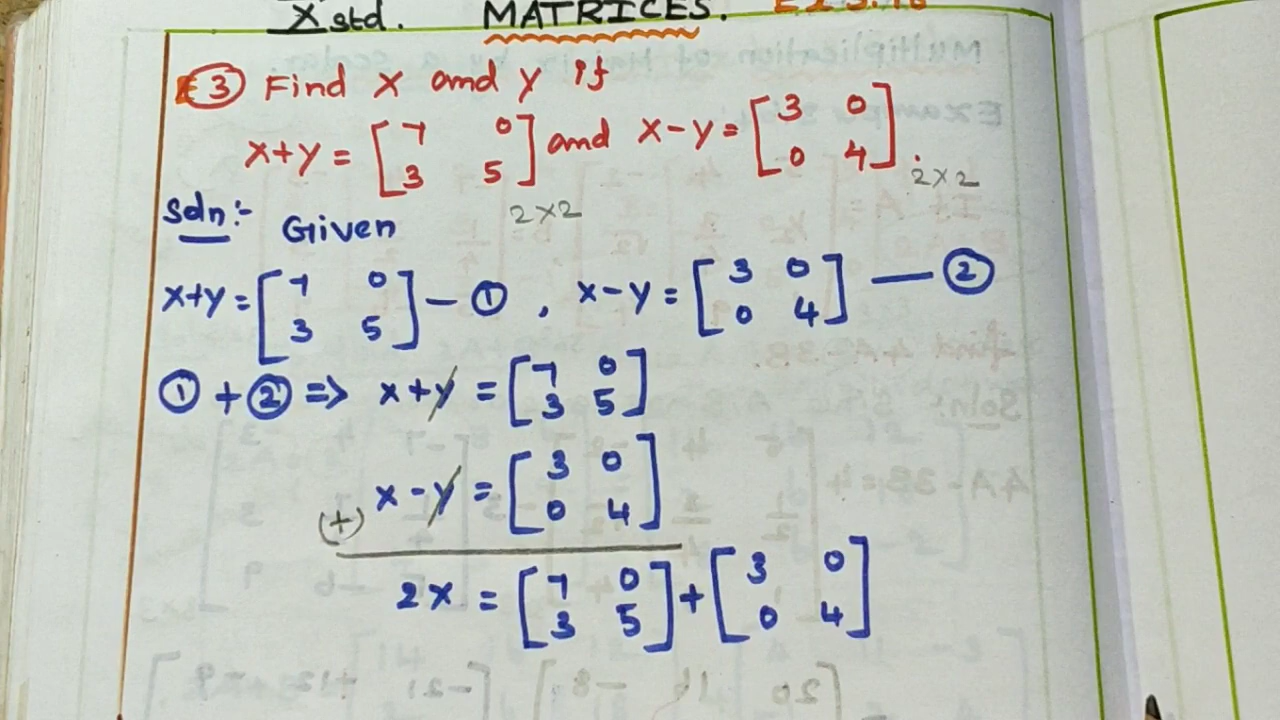 X std. MATRICES.
3 Find X and Y if
X+Y = [7 0 3 5] and X-Y = [3 0 0 4].
2×2 2×2
Soln:- Given
X+Y = [7 0 3 5] - ①, X-Y = [3 0 0 4] — ②
① + ② => X+Y = [7 0 3 5]
X-Y = [3 0 0 4]
(+)
2X = [7 0 3 5] + [3 0 0 4]